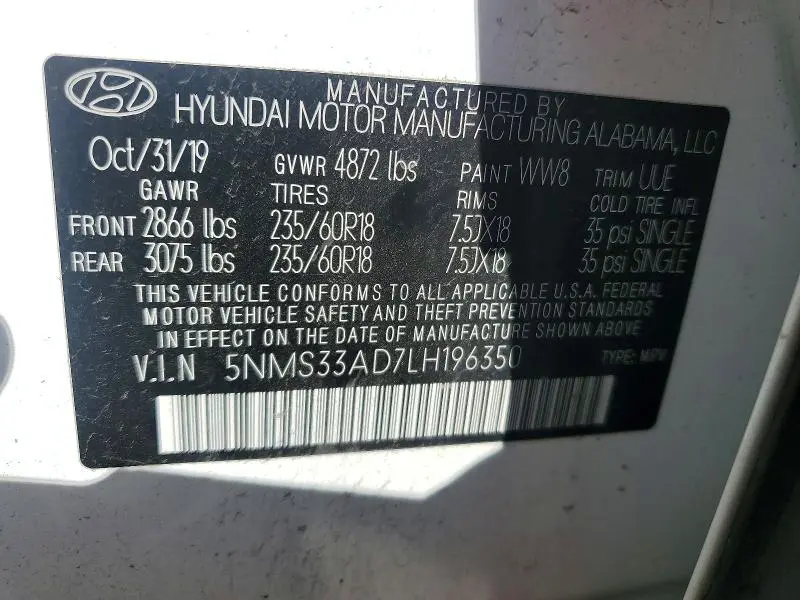 MANUFACTURED BY
HYUNDAI MOTOR MANUFACTURING ALABAMA, LLC
Oct/31/19 GVWR 4872 lbs PAINT WW8 TRIM UUE
GAWR TIRES RIMS COLD TIRE INFL
FRONT 2866 lbs 235/60R18 7.5JX18 35 psi SINGLE
REAR 3075 lbs 235/60R18 7.5JX18 35 psi SINGLE
THIS VEHICLE CONFORMS TO ALL APPLICABLE U.S.A. FEDERAL
MOTOR VEHICLE SAFETY AND THEFT PREVENTION STANDARDS
IN EFFECT ON THE DATE OF MANUFACTURE SHOWN ABOVE.
V.I.N 5NMS33AD7LH196350 TYPE: MPV